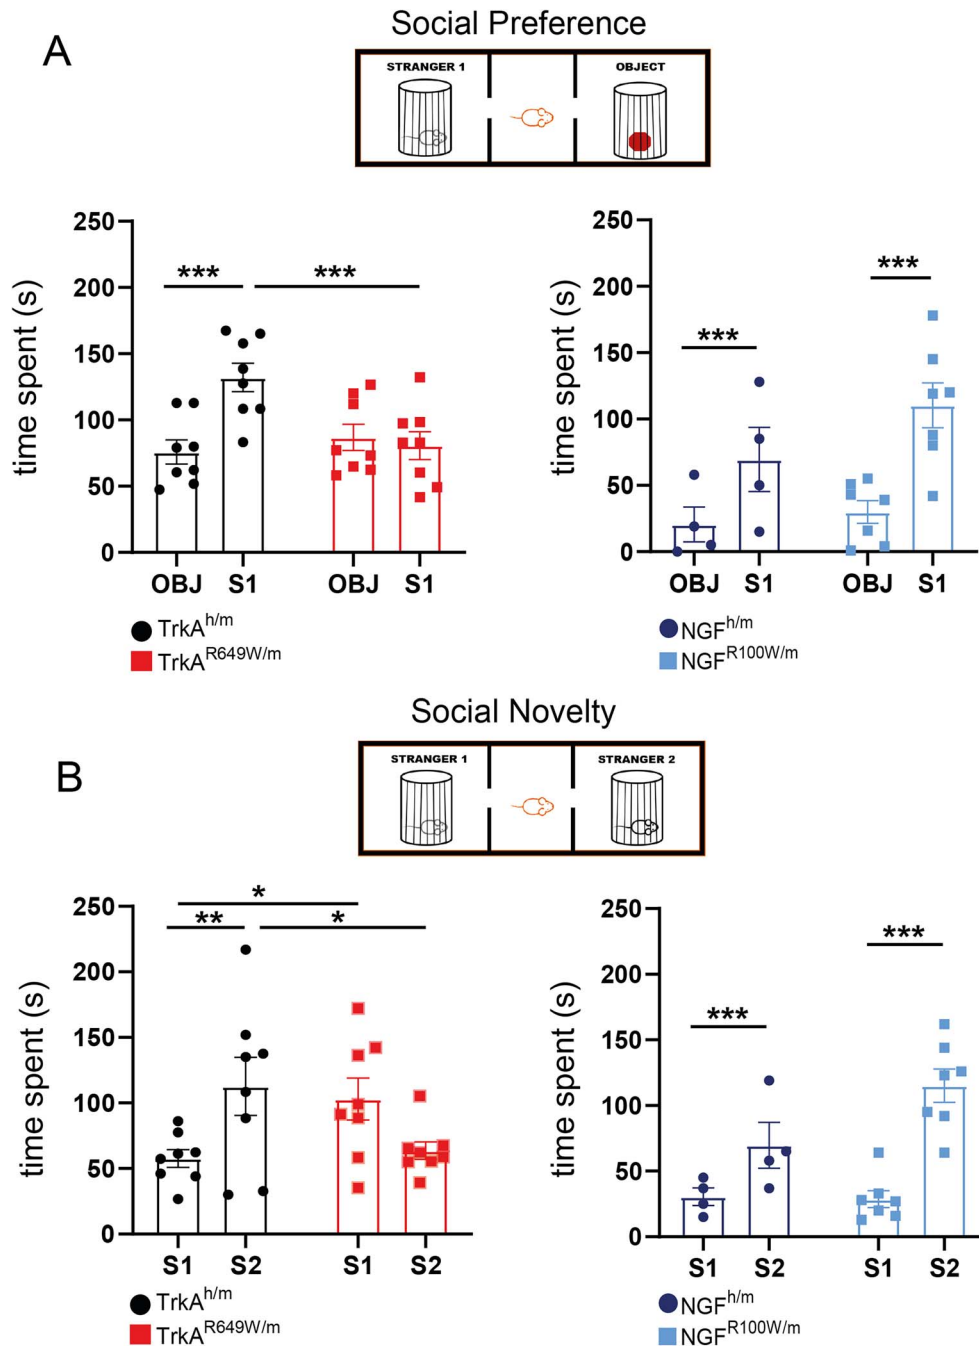 A
Social Preference
STRANGER 1
OBJECT
time spent (s)
250
200
150
100
50
0
***
***
OBJ S1 OBJ S1
TrkA^h/m
TrkA^R649W/m
time spent (s)
250
200
150
100
50
0
***
***
OBJ S1 OBJ S1
NGF^h/m
NGF^R100W/m
B
Social Novelty
STRANGER 1
STRANGER 2
time spent (s)
250
200
150
100
50
0
*
**
*
S1 S2 S1 S2
TrkA^h/m
TrkA^R649W/m
time spent (s)
250
200
150
100
50
0
***
***
S1 S2 S1 S2
NGF^h/m
NGF^R100W/m